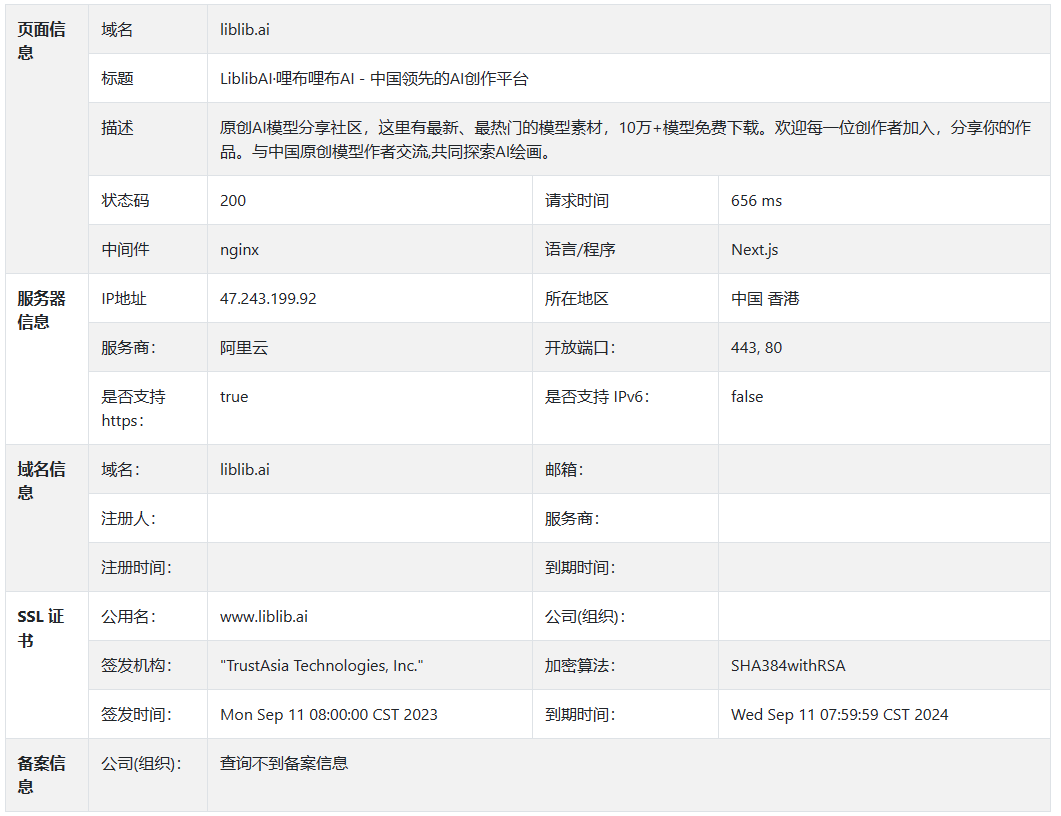 页面信息
域名 liblib.ai
标题 LiblibAI·哩布哩布AI - 中国领先的AI创作平台
描述 原创AI模型分享社区，这里有最新、最热门的模型素材，10万+模型免费下载。欢迎每一位创作者加入，分享你的作
品。与中国原创模型作者交流,共同探索AI绘画。
状态码 200 请求时间 656 ms
中间件 nginx 语言/程序 Next.js
服务器信息
IP地址 47.243.199.92 所在地区 中国 香港
服务商： 阿里云 开放端口： 443, 80
是否支持 https： true 是否支持 IPv6： false
域名信息
域名： liblib.ai 邮箱：
注册人： 服务商：
注册时间： 到期时间：
SSL 证书
公用名： www.liblib.ai 公司(组织)：
签发机构： "TrustAsia Technologies, Inc." 加密算法： SHA384withRSA
签发时间： Mon Sep 11 08:00:00 CST 2023 到期时间： Wed Sep 11 07:59:59 CST 2024
备案信息
公司(组织)： 查询不到备案信息